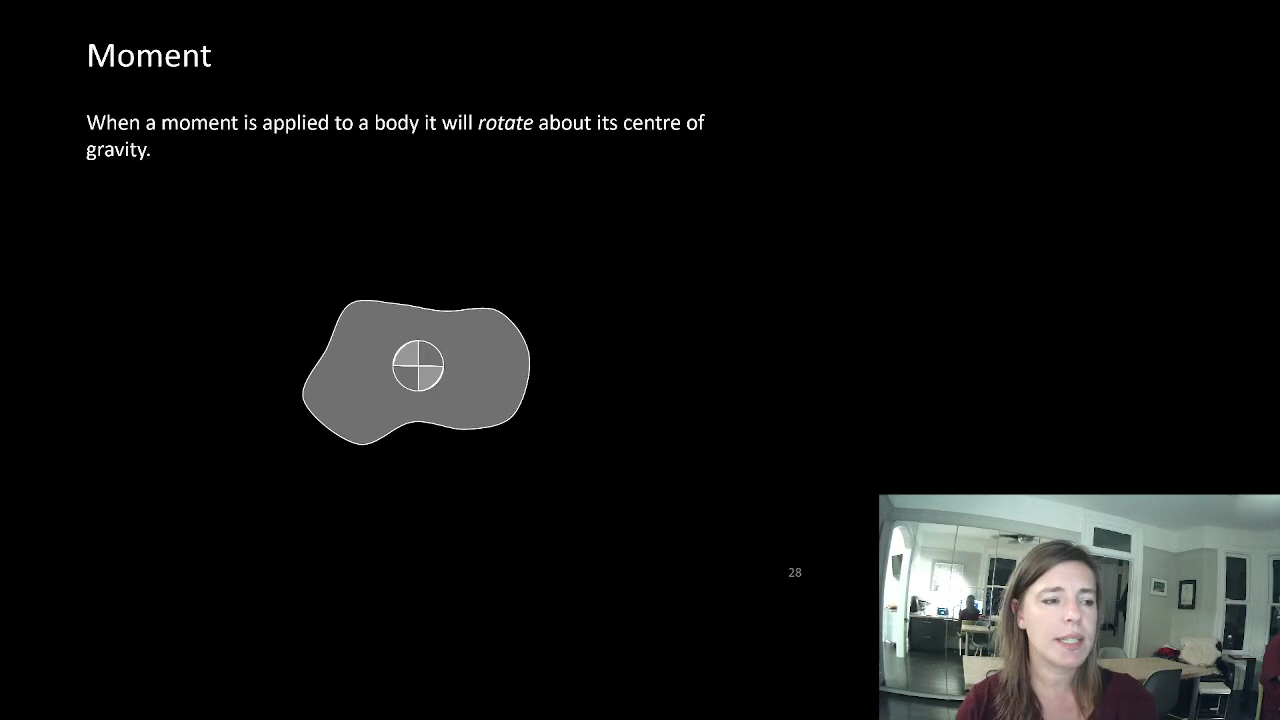 Moment
When a moment is applied to a body it will rotate about its centre of
gravity.
28